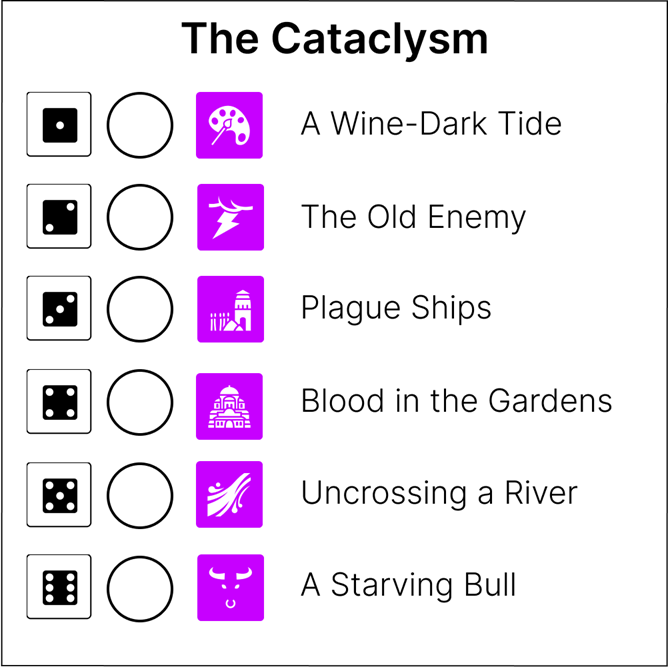 The Cataclysm
A Wine-Dark Tide
The Old Enemy
Plague Ships
Blood in the Gardens
Uncrossing a River
A Starving Bull